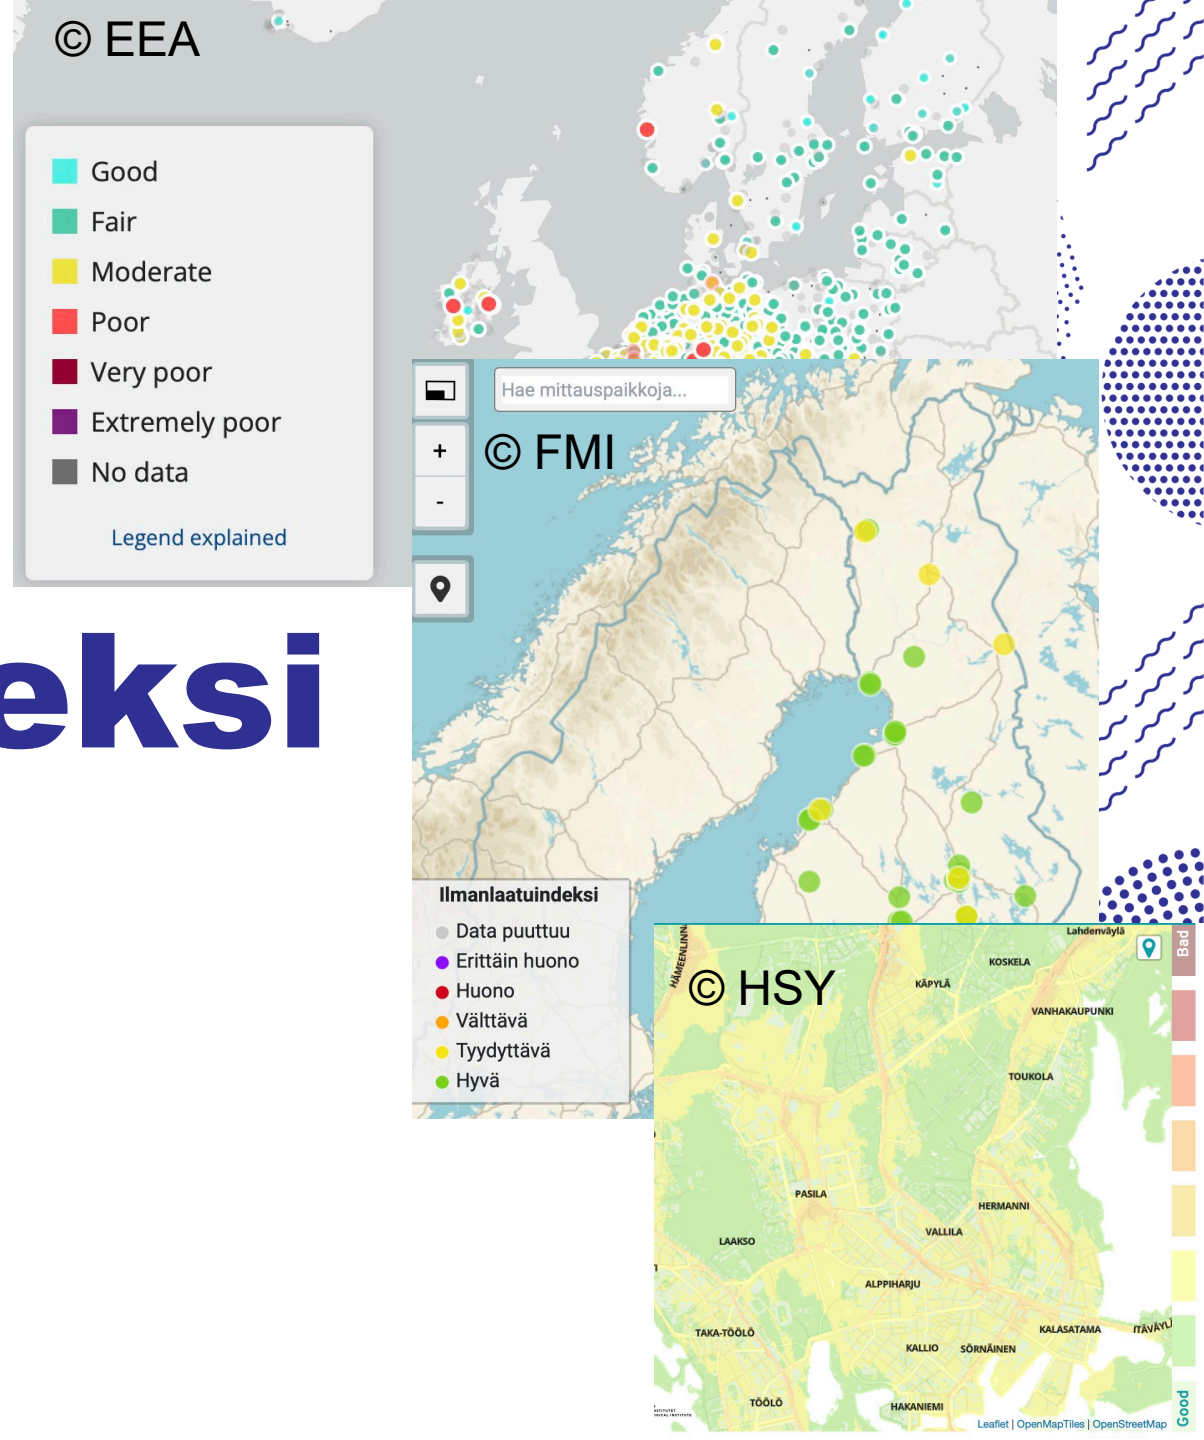 © EEA
Good
Fair
Moderate
Poor
Very poor
Extremely poor
No data
Legend explained
eksi
Hae mittauspaikkoja...
© FMI
+
-
Ilmanlaatuindeksi
Data puuttuu
Erittäin huono
Huono
Välttävä
Tyydyttävä
Hyvä
© HSY
HÄMEENLINN
Lahdenväylä
Bad
KOSKELA
KÄPYLÄ
VANHAKAUPUNKI
TOUKOLA
PASILA
HERMANNI
VALLILA
LAAKSO
ALPPIHARJU
TAKA-TÖÖLÖ
KALASATAMA
ITÄVÄYL
KALLIO
SÖRNÄINEN
TÖÖLÖ
HAKANIEMI
Good
Leaflet | OpenMapTiles | OpenStreetMap